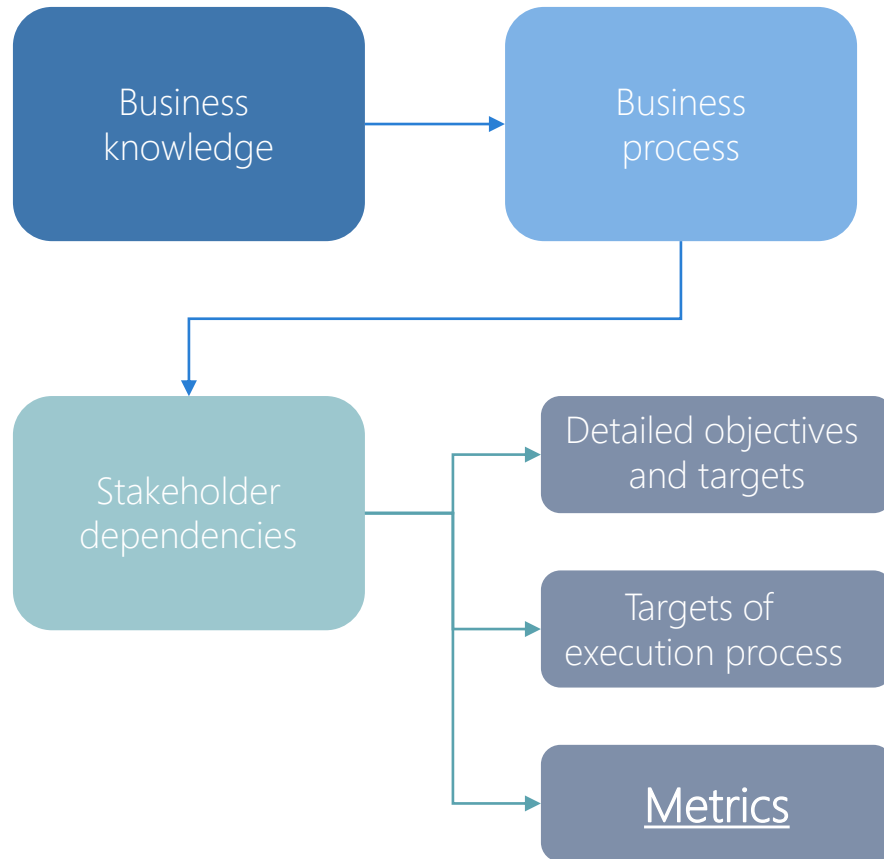 Business
knowledge
Business
process
Stakeholder
dependencies
Detailed objectives
and targets
Targets of
execution process
Metrics